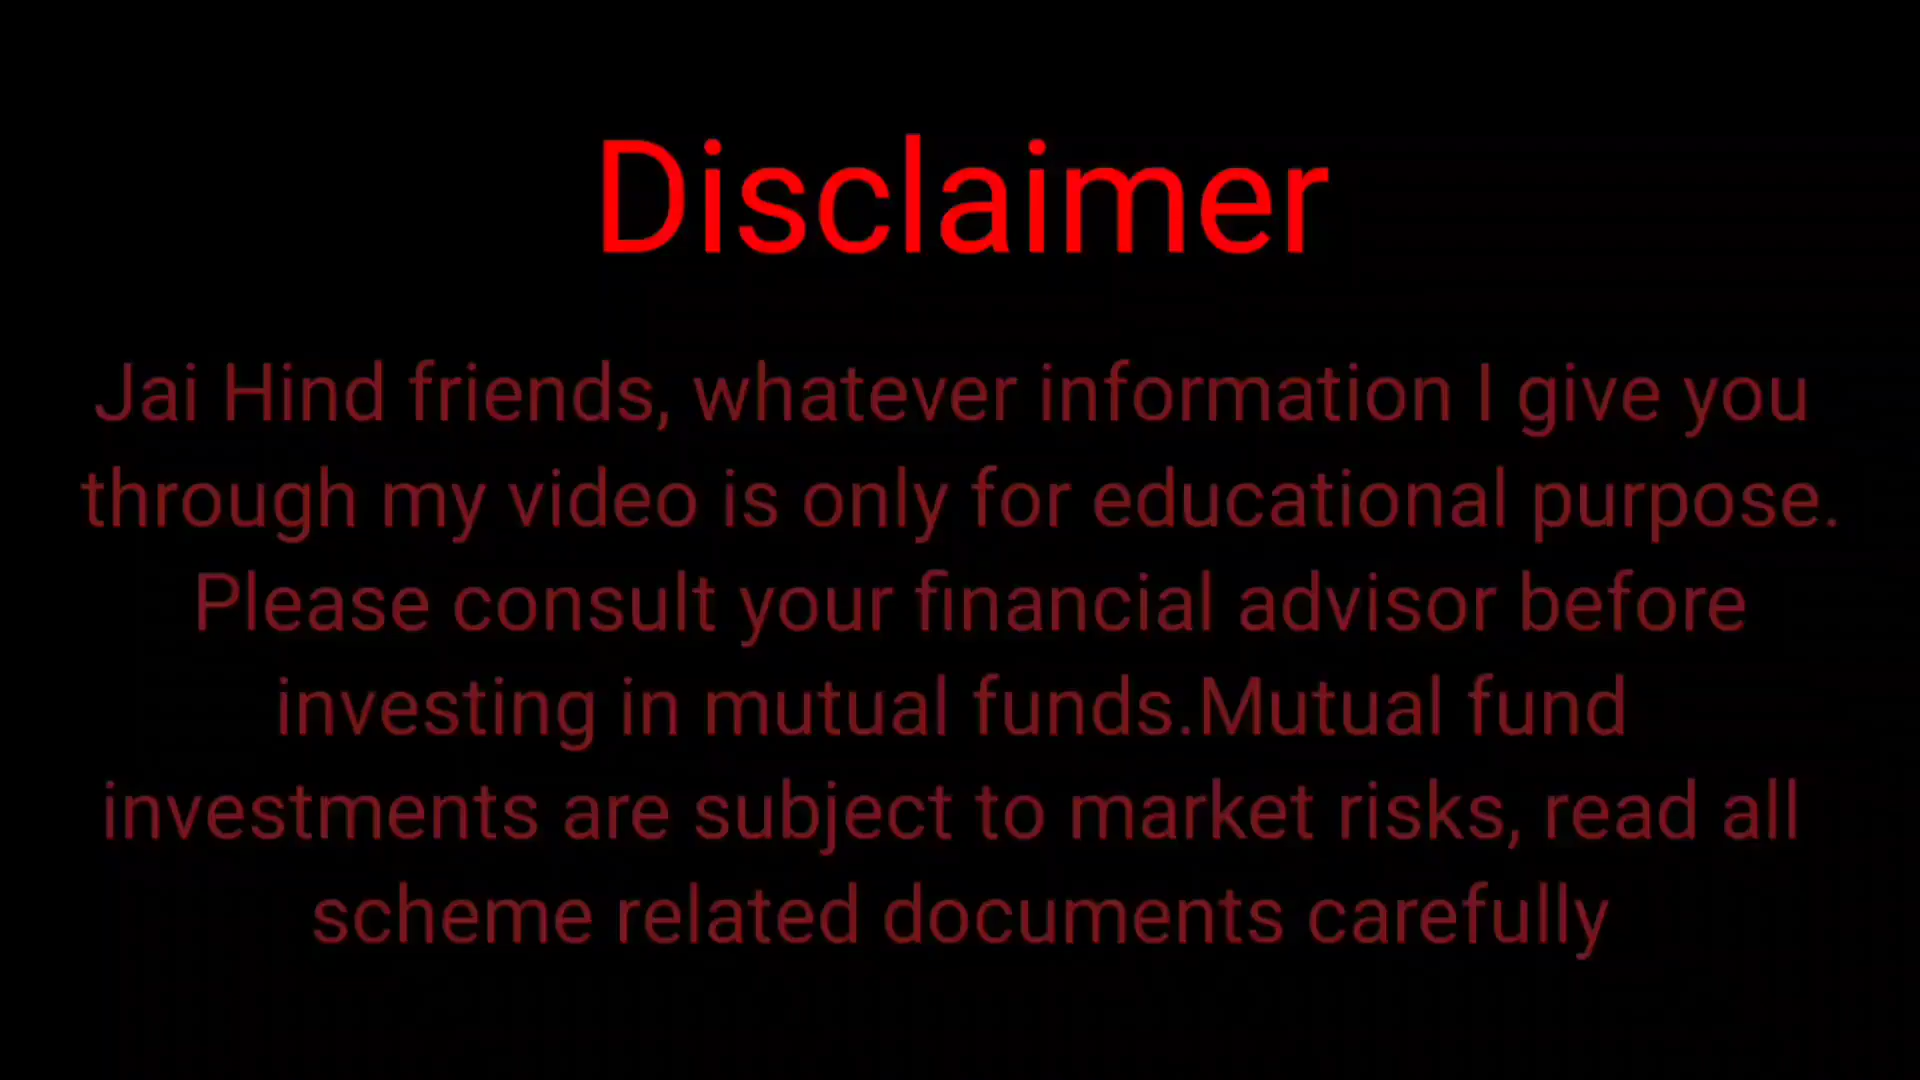 Disclaimer
Jai Hind friends, whatever information I give you
through my video is only for educational purpose.
Please consult your financial advisor before
investing in mutual funds.Mutual fund
investments are subject to market risks, read all
scheme related documents carefully